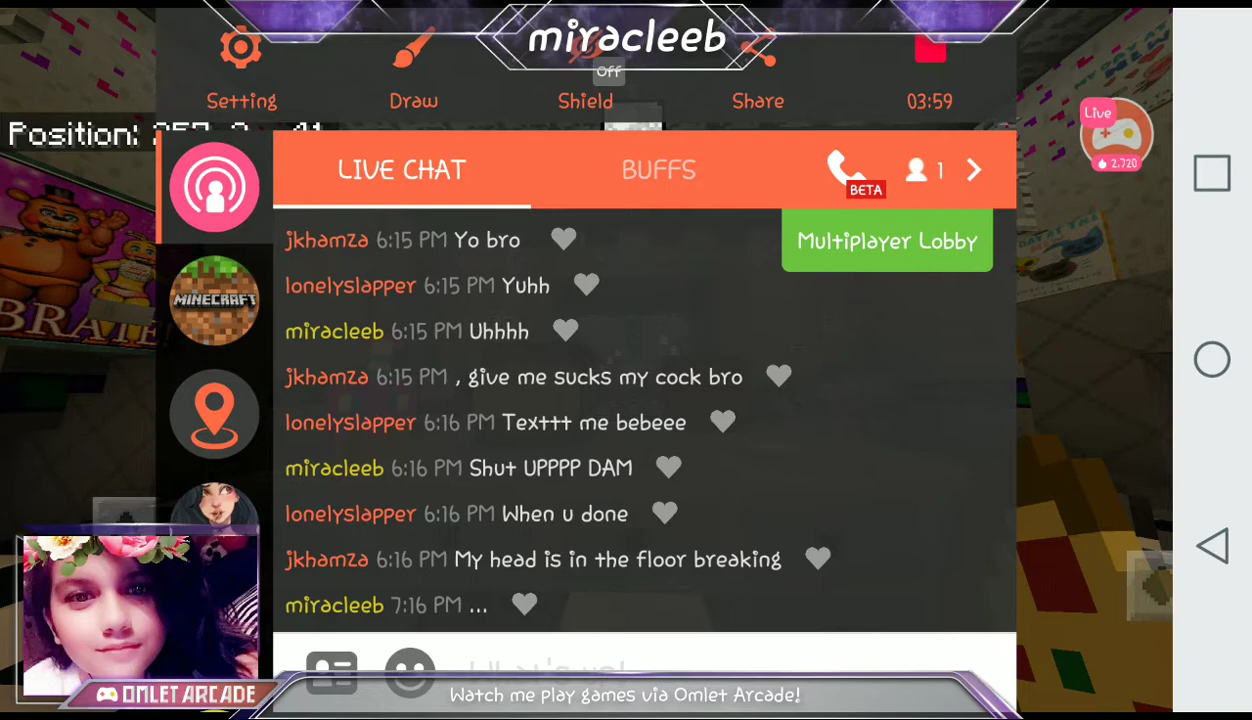 miracleeb
Off
Setting
Draw
Shield
Share
03:59
Position:
Live
2,720
LIVE CHAT
BUFFS
BETA
1
Multiplayer Lobby
jkhamza 6:15 PM Yo bro
lonelyslapper 6:15 PM Yuhh
miracleeb 6:15 PM Uhhhh
jkhamza 6:15 PM , give me sucks my cock bro
lonelyslapper 6:16 PM Texttt me bebeee
miracleeb 6:16 PM Shut UPPPP DAM
lonelyslapper 6:16 PM When u done
jkhamza 6:16 PM My head is in the floor breaking
miracleeb 7:16 PM ...
MINECRAFT
OMLET ARCADE
Watch me play games via Omlet Arcade!